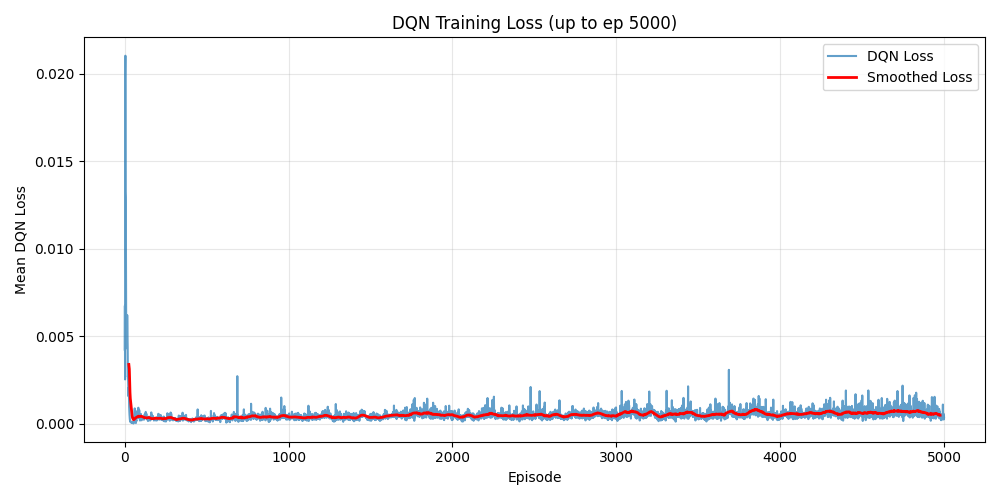 DQN Training Loss (up to ep 5000)
DQN Loss
Smoothed Loss
Mean DQN Loss
0.020
0.015
0.010
0.005
0.000
0
1000
2000
3000
4000
5000
Episode